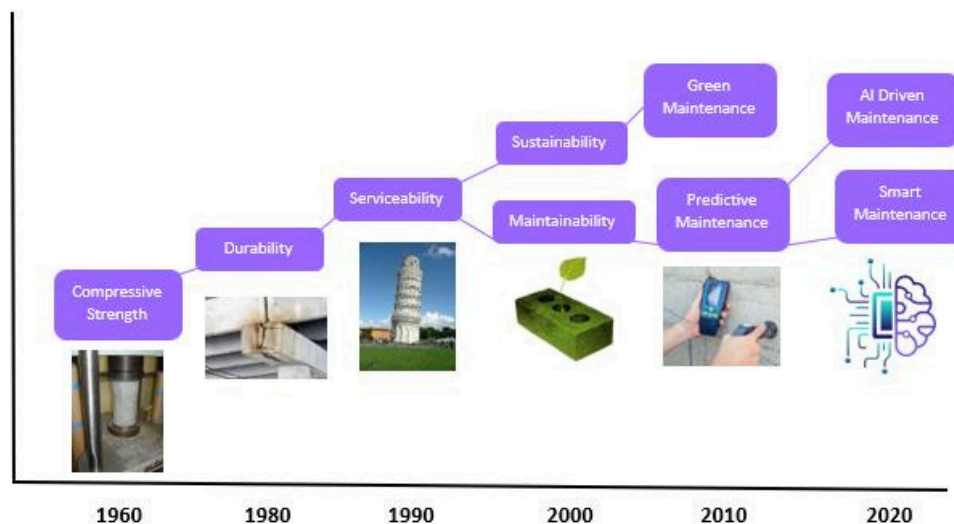 Green
Maintenance
AI Driven
Maintenance
Sustainability
Serviceability
Predictive
Maintenance
Smart
Maintenance
Maintainability
Durability
Compressive
Strength
1960
1980
1990
2000
2010
2020